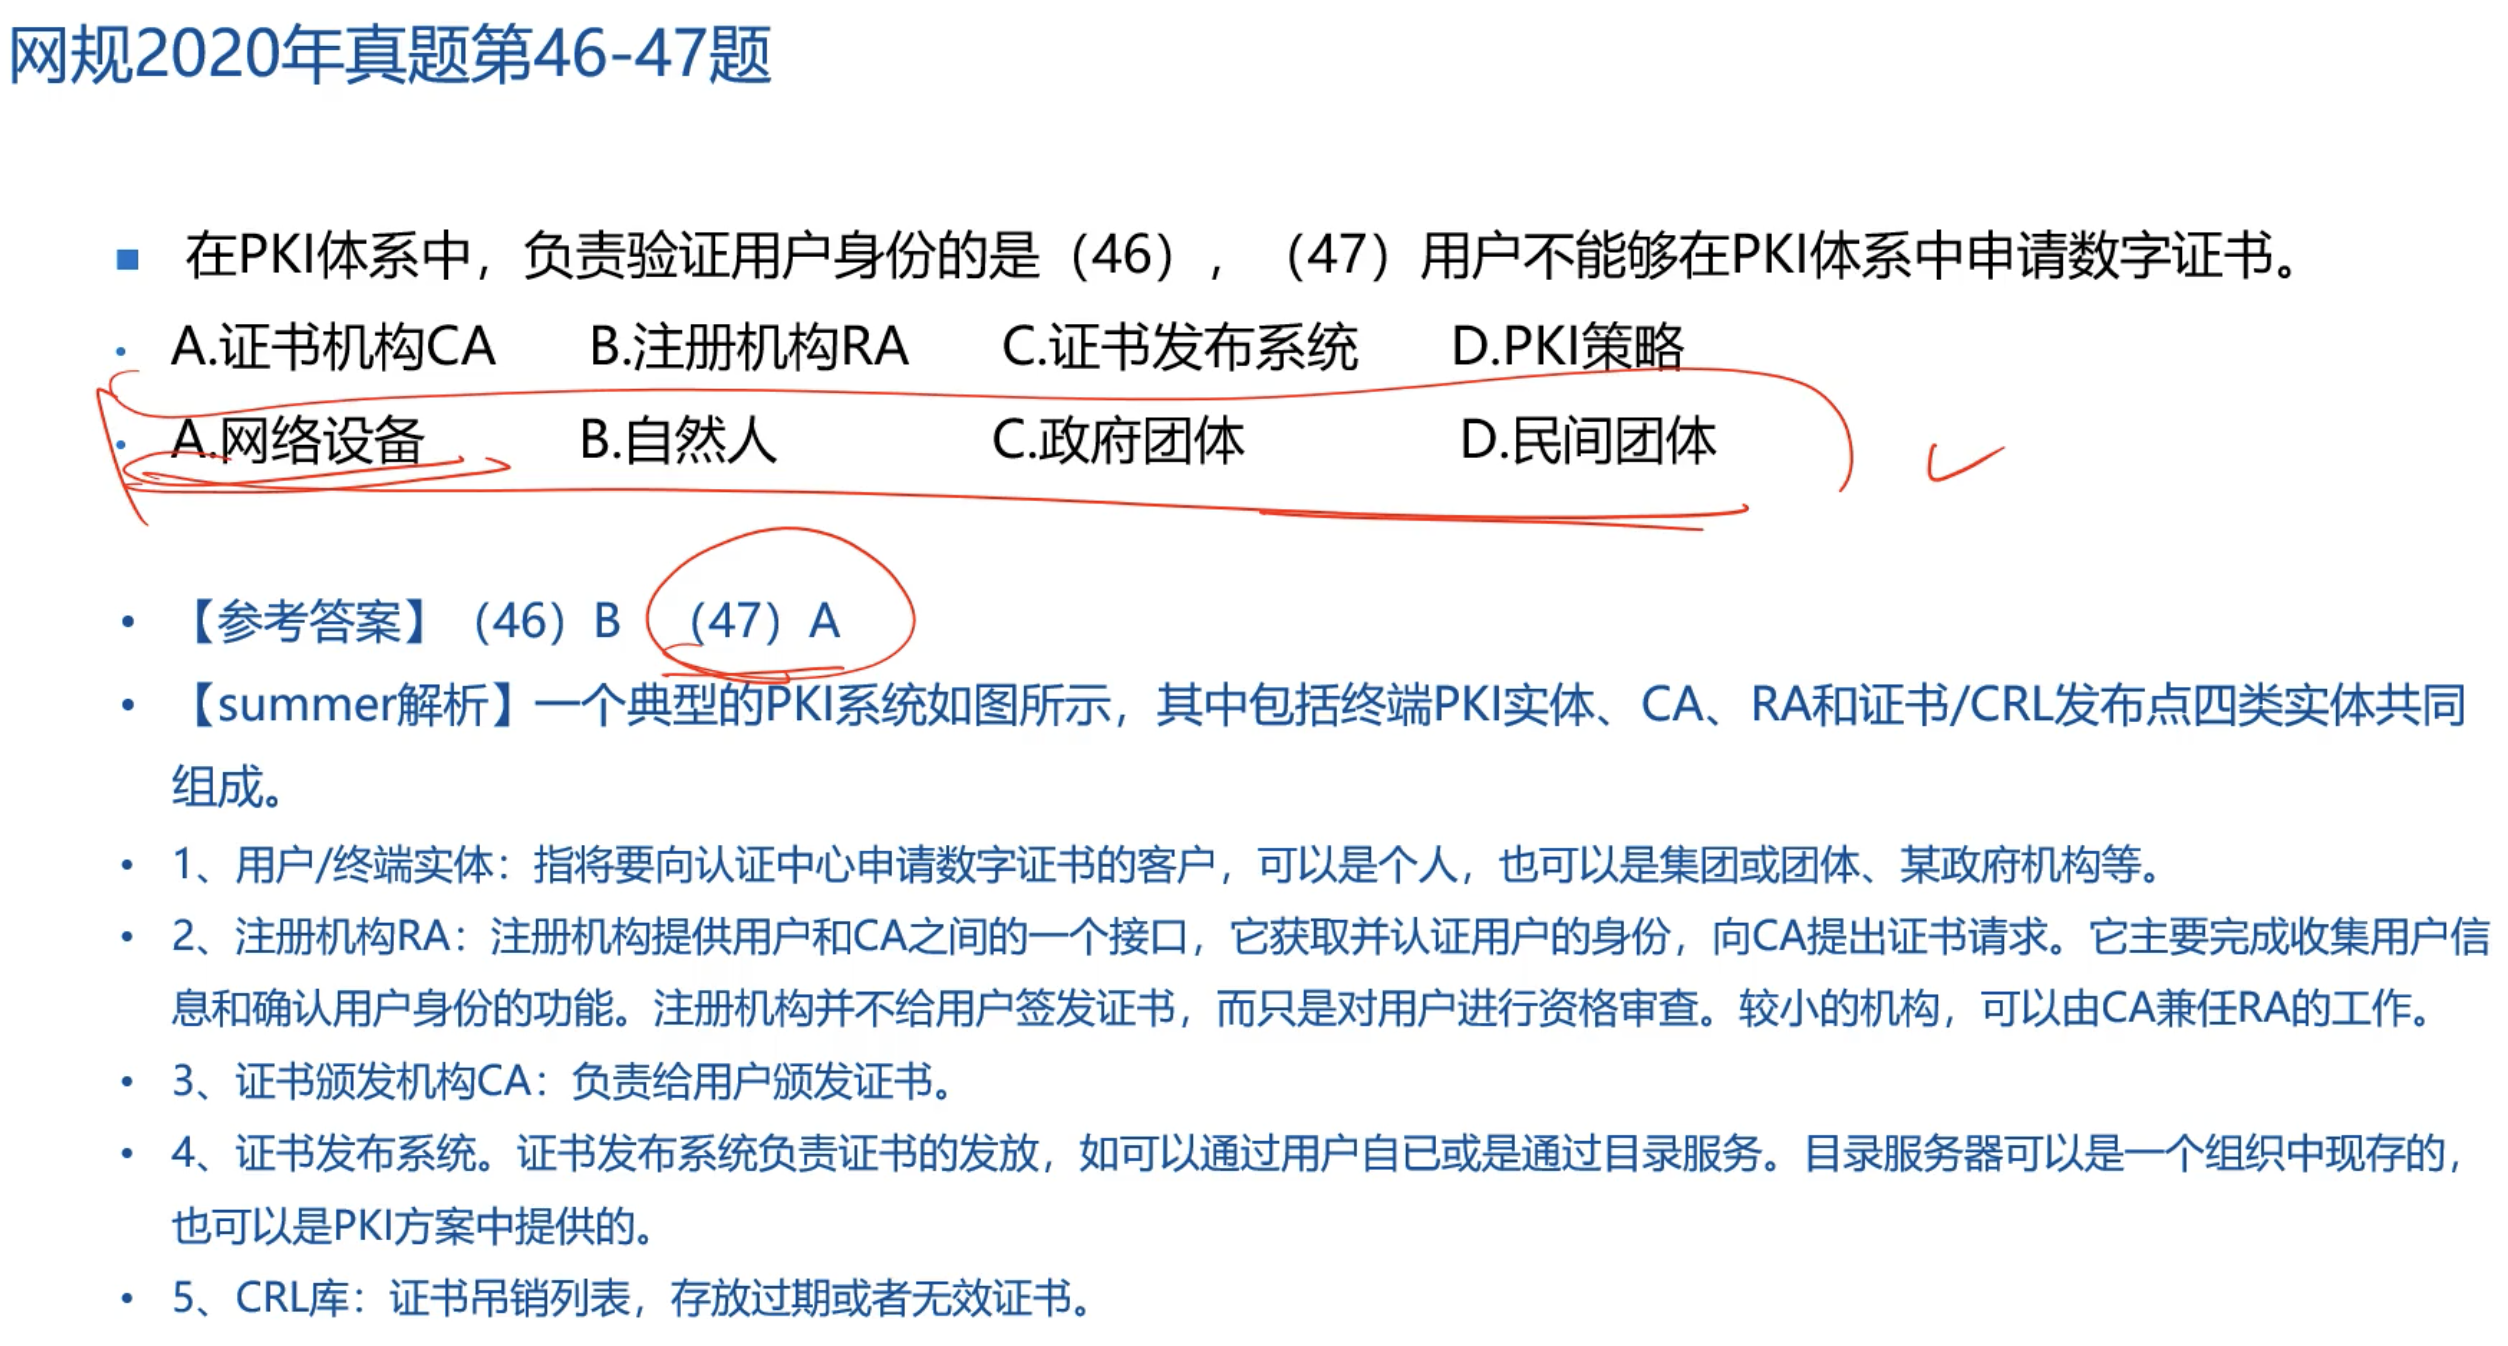 网规2020年真题第46-47题
在PKI体系中，负责验证用户身份的是（46），（47）用户不能够在PKI体系中申请数字证书。
A.证书机构CA B.注册机构RA C.证书发布系统 D.PKI策略
A.网络设备 B.自然人 C.政府团体 D.民间团体
【参考答案】（46）B （47）A
【summer解析】一个典型的PKI系统如图所示，其中包括终端PKI实体、CA、RA和证书/CRL发布点四类实体共同
组成。
1、用户/终端实体：指将要向认证中心申请数字证书的客户，可以是个人，也可以是集团或团体、某政府机构等。
2、注册机构RA：注册机构提供用户和CA之间的一个接口，它获取并认证用户的身份，向CA提出证书请求。它主要完成收集用户信
息和确认用户身份的功能。注册机构并不给用户签发证书，而只是对用户进行资格审查。较小的机构，可以由CA兼任RA的工作。
3、证书颁发机构CA：负责给用户颁发证书。
4、证书发布系统。证书发布系统负责证书的发放，如可以通过用户自已或是通过目录服务。目录服务器可以是一个组织中现存的，
也可以是PKI方案中提供的。
5、CRL库：证书吊销列表，存放过期或者无效证书。